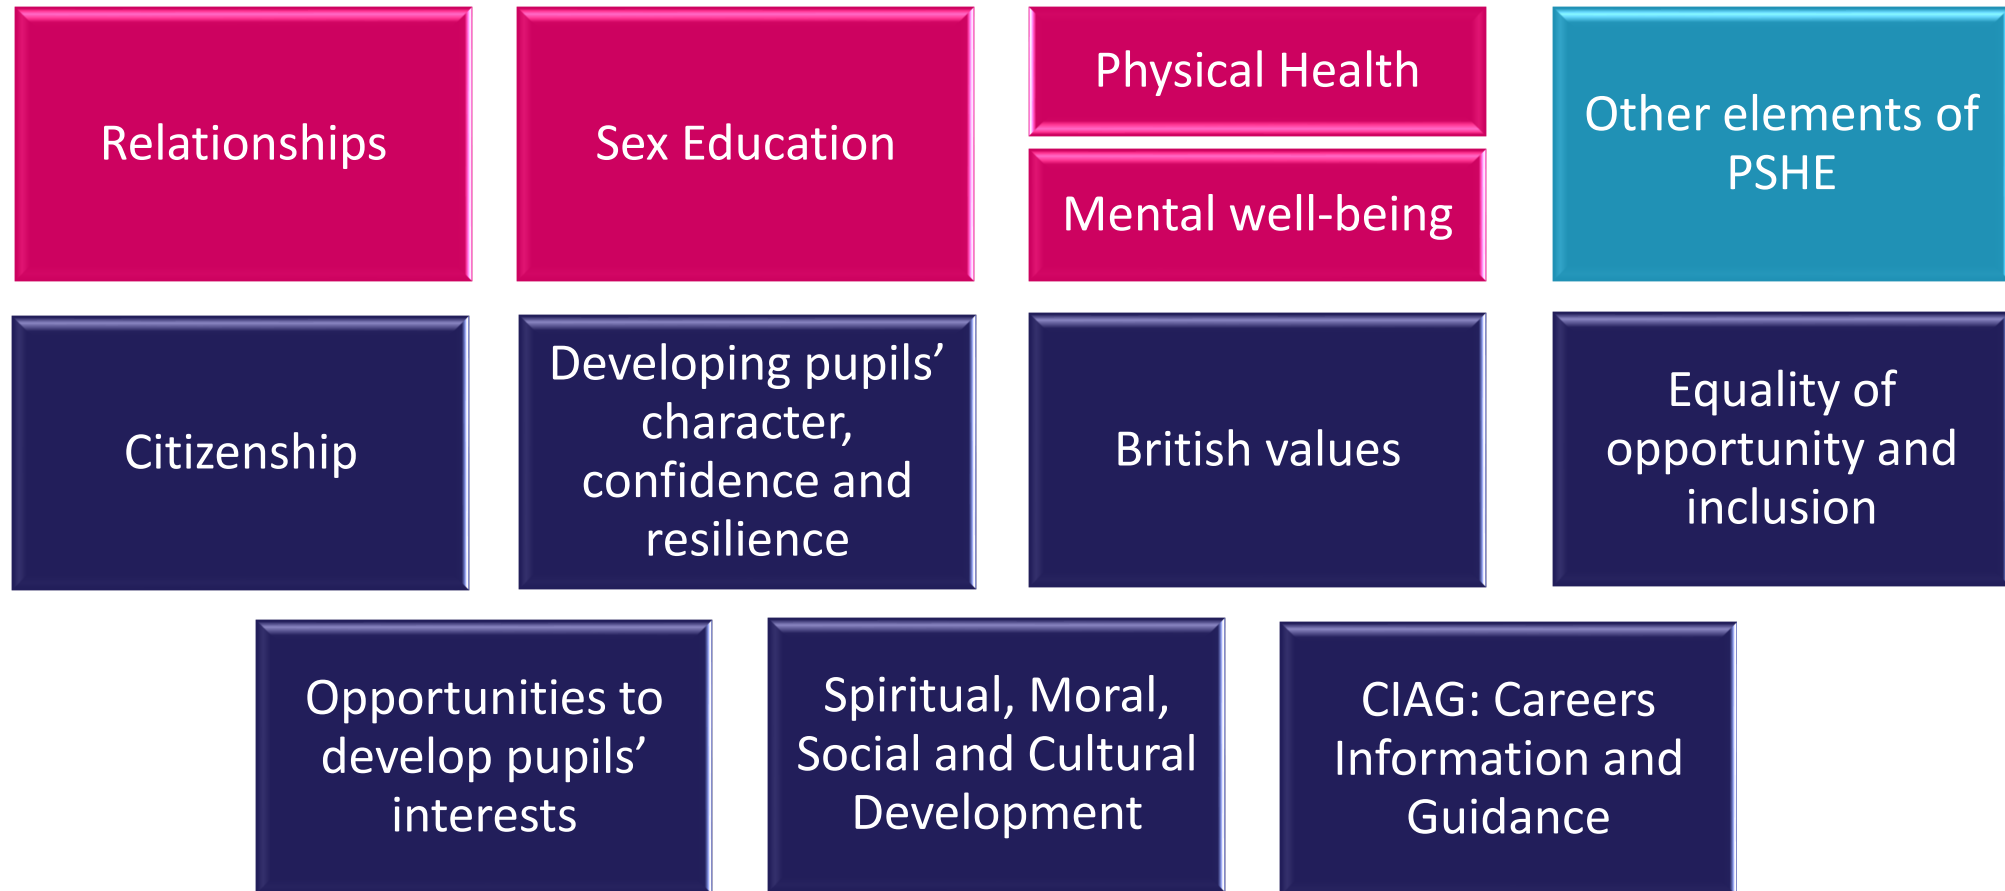 Relationships
Sex Education
Physical Health
Mental well-being
Other elements of
PSHE
Citizenship
Developing pupils’
character,
confidence and
resilience
British values
Equality of
opportunity and
inclusion
Opportunities to
develop pupils’
interests
Spiritual, Moral,
Social and Cultural
Development
CIAG: Careers
Information and
Guidance